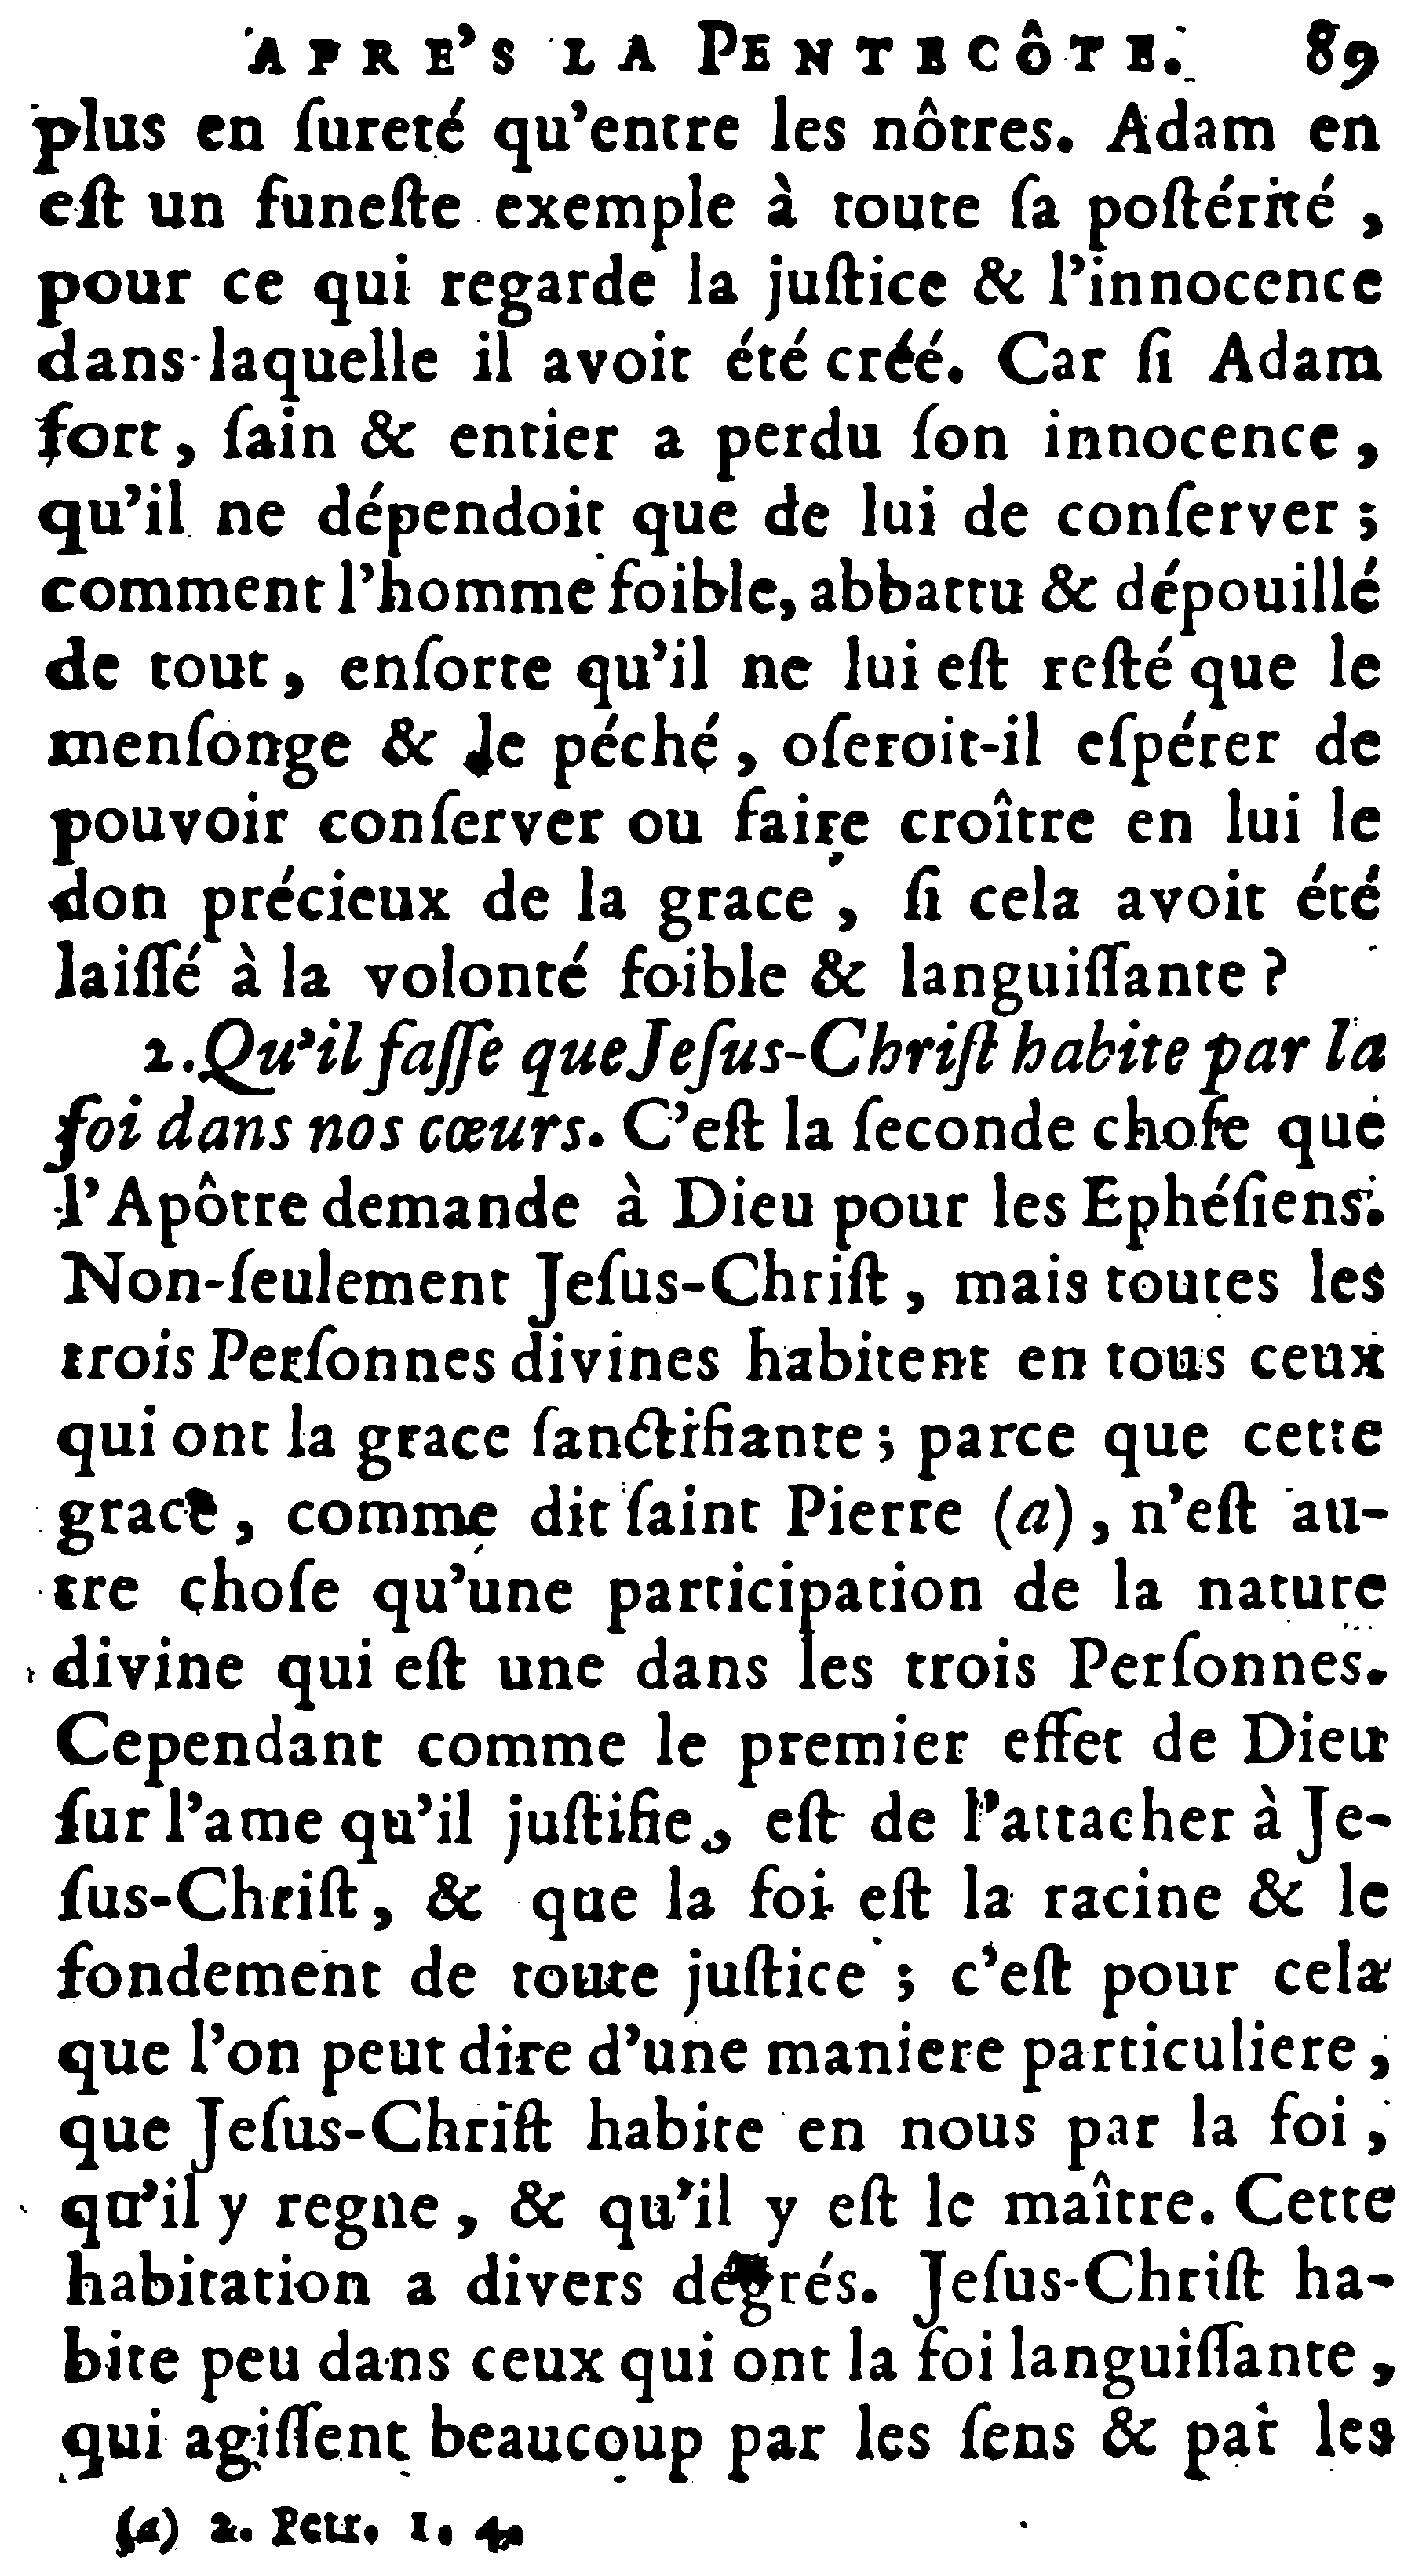 APRE'S LA PENTECÔTE. 89
plus en ſureté qu'entre les nôtres. Adam en
eſt un funeſte exemple à toute ſa poſtérité ,
pour ce qui regarde la juſtice & l'innocence
dans laquelle il avoit été créé. Car ſi Adam
fort , ſain & entier a perdu ſon innocence ,
qu'il ne dépendoit que de lui de conſerver ;
comment l'homme foible, abbattu & dépouillé
de tout , enſorte qu'il ne lui eſt reſté que le
menſonge & le péché , oſeroit-il eſpérer de
pouvoir conſerver ou faire croître en lui le
don précieux de la grace , ſi cela avoit été
laiſſé à la volonté foible & languiſſante ?
2. Qu'il faſſe que Jeſus-Chriſt habite par la
foi dans nos cœurs. C'eſt la ſeconde choſe que
l'Apôtre demande à Dieu pour les Ephéſiens.
Non-ſeulement Jeſus-Chriſt , mais toutes les
trois Perſonnes divines habitent en tous ceux
qui ont la grace ſanctifiante ; parce que cette
grace , comme dit ſaint Pierre (a) , n'eſt au-
tre choſe qu'une participation de la nature
divine qui eſt une dans les trois Perſonnes.
Cependant comme le premier effet de Dieu
ſur l'ame qu'il juſtifie , eſt de l'attacher à Je-
ſus-Chriſt , & que la foi eſt la racine & le
fondement de toute juſtice ; c'eſt pour cela
que l'on peut dire d'une maniere particuliere ,
que Jeſus-Chriſt habite en nous par la foi ,
qu'il y regne , & qu'il y eſt le maître. Cette
habitation a divers degrés. Jeſus-Chriſt ha-
bite peu dans ceux qui ont la foi languiſſante ,
qui agiſſent beaucoup par les ſens & par les
(a) 2. Petr. 1. 4.